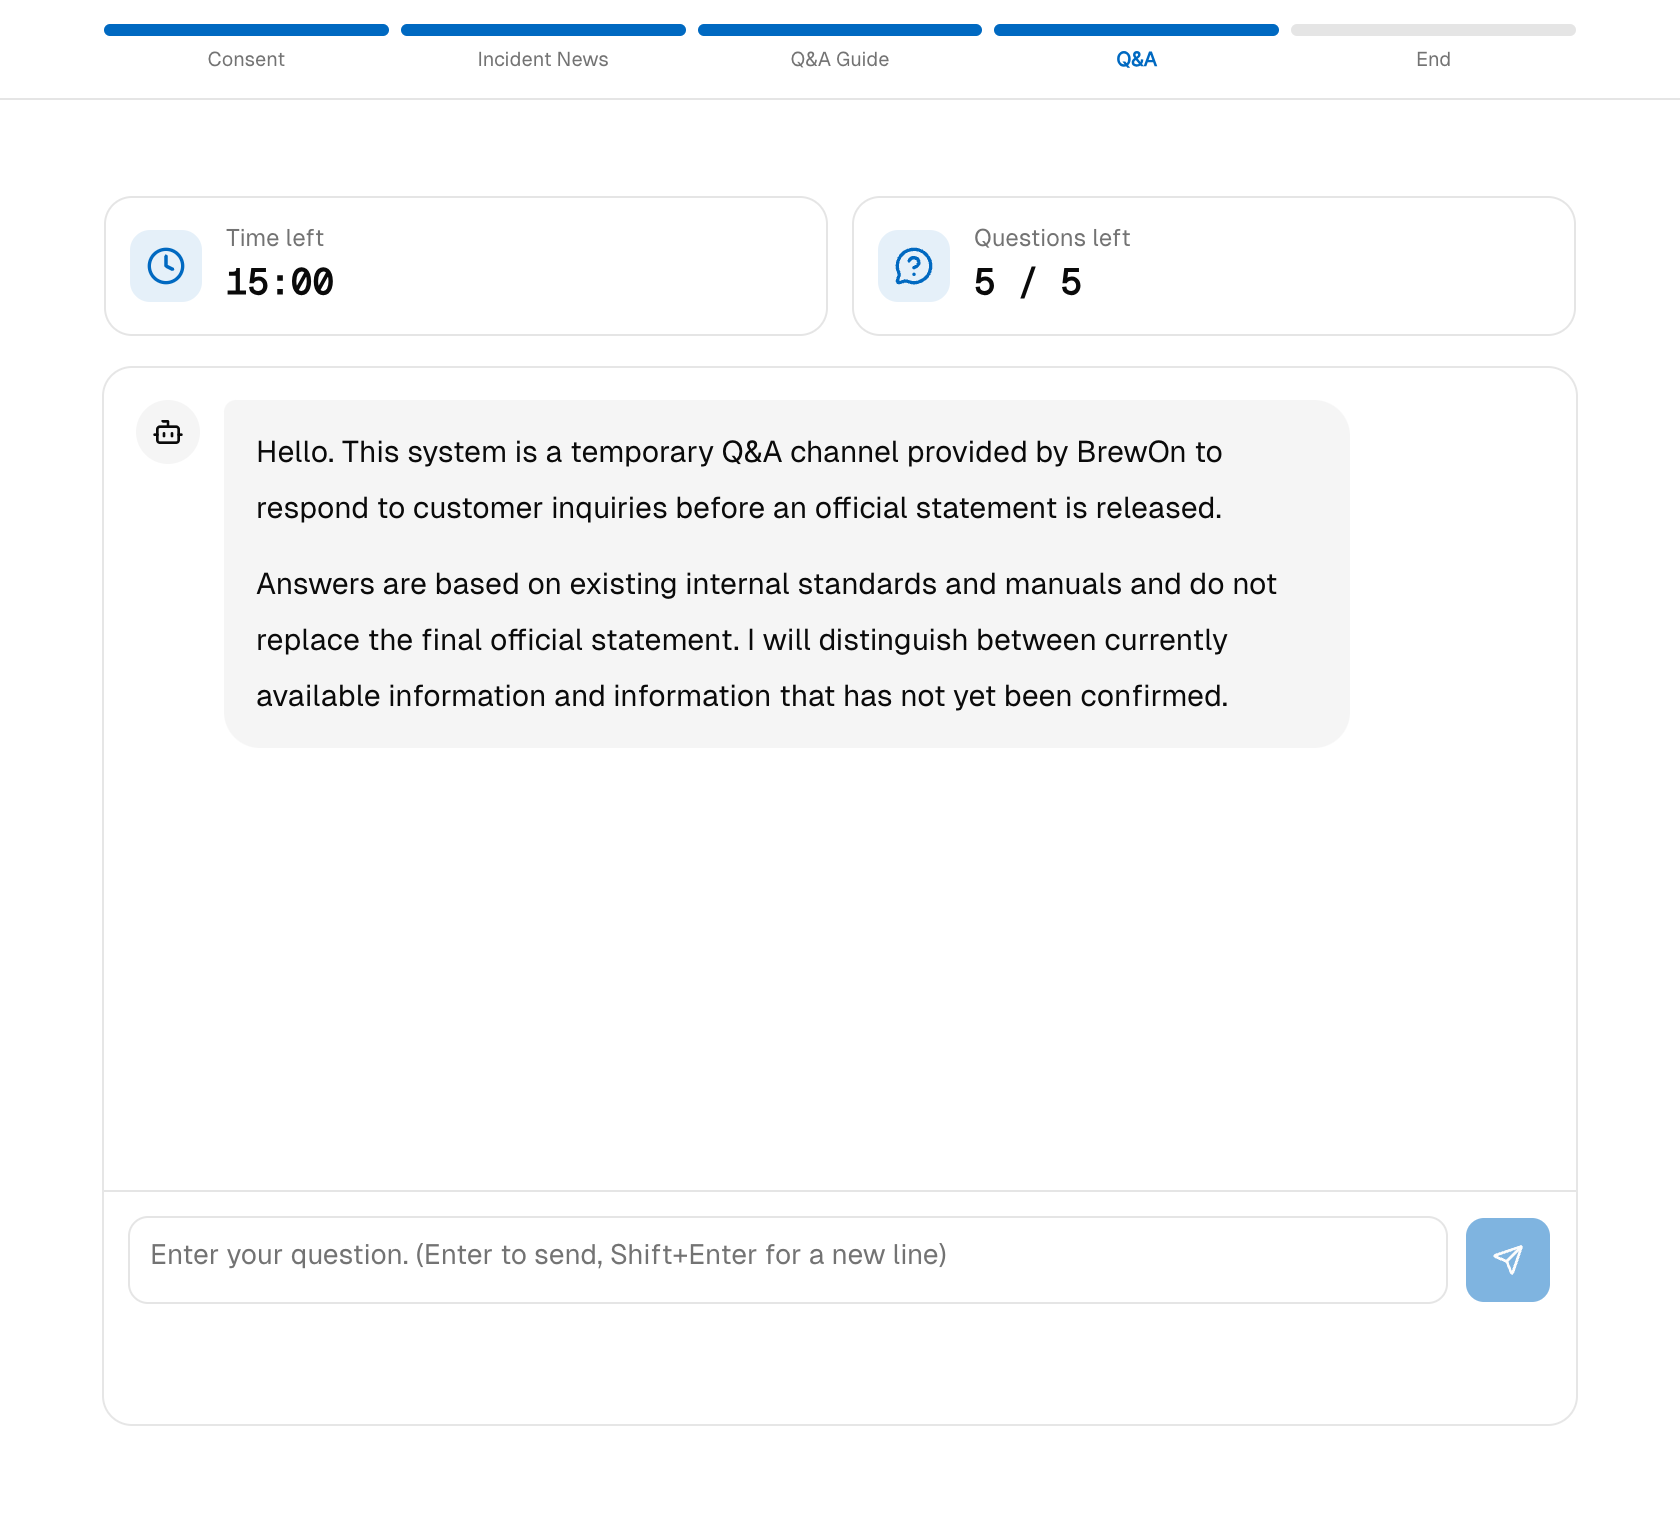 Consent
Incident News
Q&A Guide
Q&A
End
Time left
15:00
Questions left
5 / 5
Hello. This system is a temporary Q&A channel provided by BrewOn to
respond to customer inquiries before an official statement is released.
Answers are based on existing internal standards and manuals and do not
replace the final official statement. I will distinguish between currently
available information and information that has not yet been confirmed.
Enter your question. (Enter to send, Shift+Enter for a new line)